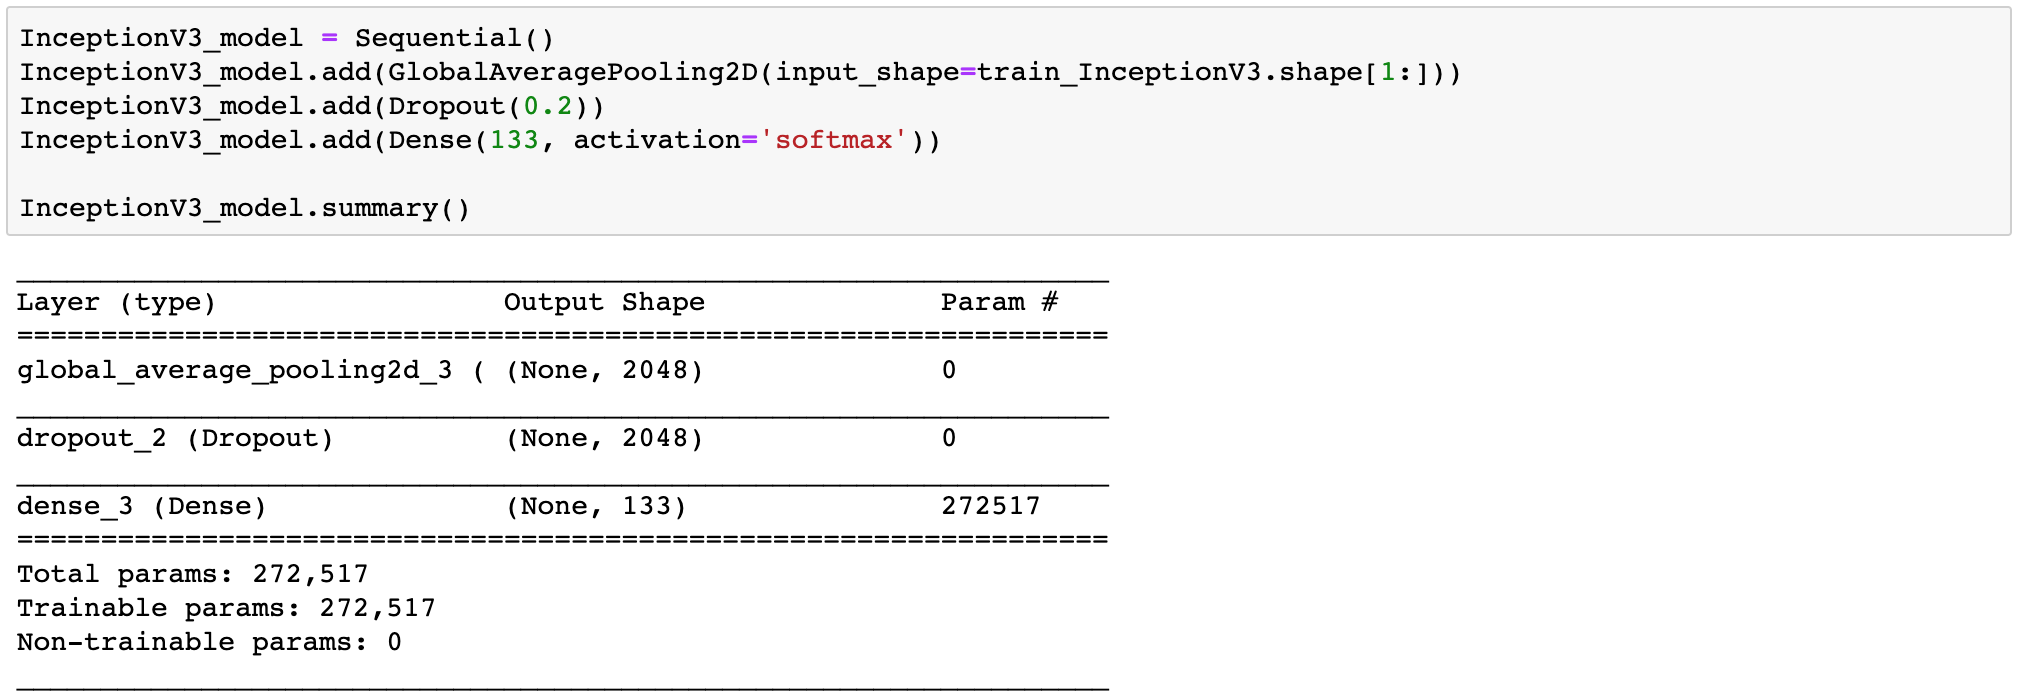 InceptionV3_model = Sequential()
InceptionV3_model.add(GlobalAveragePooling2D(input_shape=train_InceptionV3.shape[1:]))
InceptionV3_model.add(Dropout(0.2))
InceptionV3_model.add(Dense(133, activation='softmax'))

InceptionV3_model.summary()

_________________________________________________________________
Layer (type)                 Output Shape              Param #
=================================================================
global_average_pooling2d_3 ( (None, 2048)              0
_________________________________________________________________
dropout_2 (Dropout)          (None, 2048)              0
_________________________________________________________________
dense_3 (Dense)              (None, 133)               272517
=================================================================
Total params: 272,517
Trainable params: 272,517
Non-trainable params: 0
_________________________________________________________________